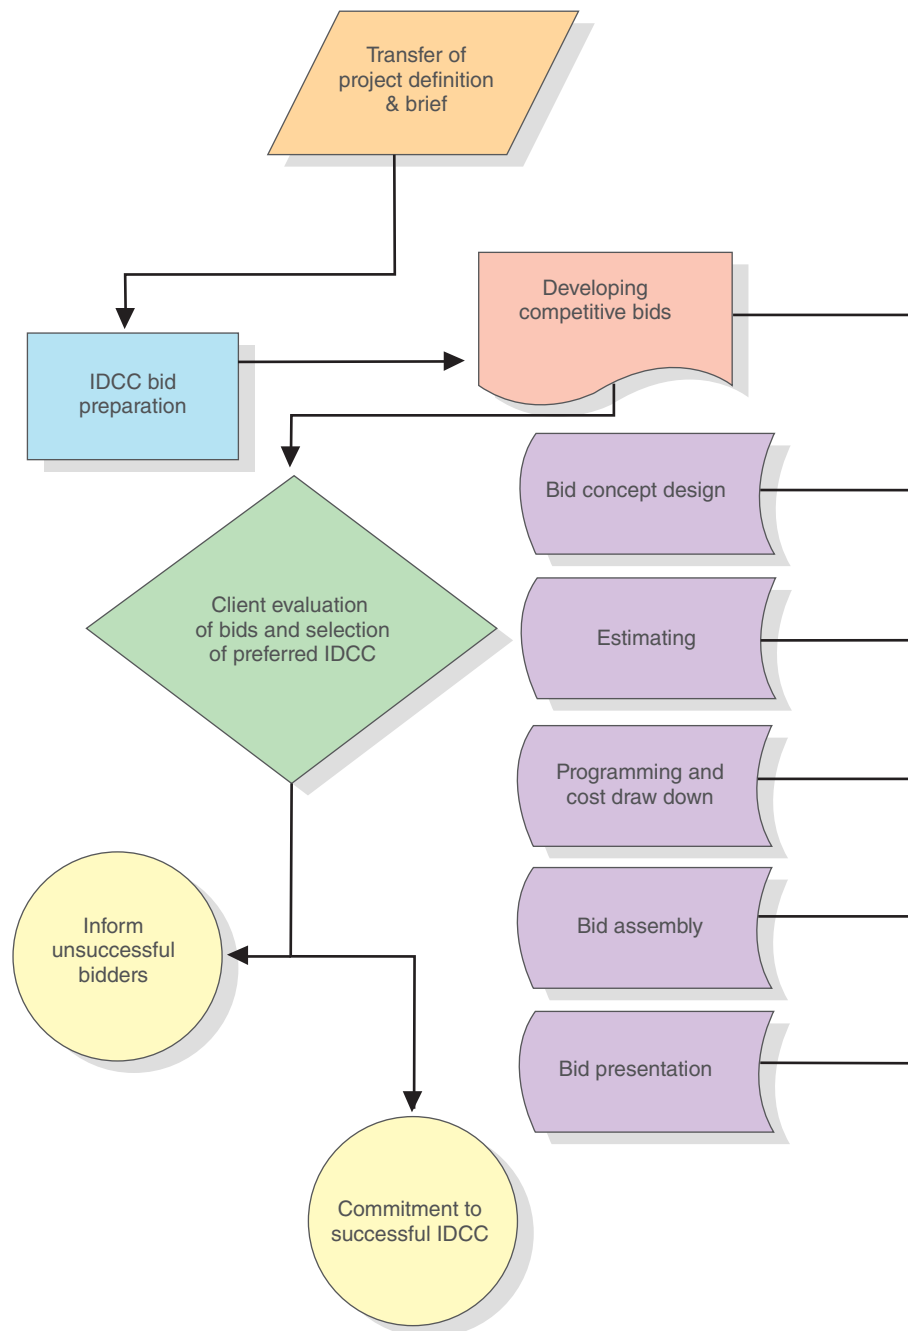 Transfer of
project definition
& brief
Developing
competitive bids
IDCC bid
preparation
Bid concept design
Client evaluation
of bids and selection
of preferred IDCC
Estimating
Programming and
cost draw down
Inform
unsuccessful
bidders
Bid assembly
Bid presentation
Commitment to
successful IDCC